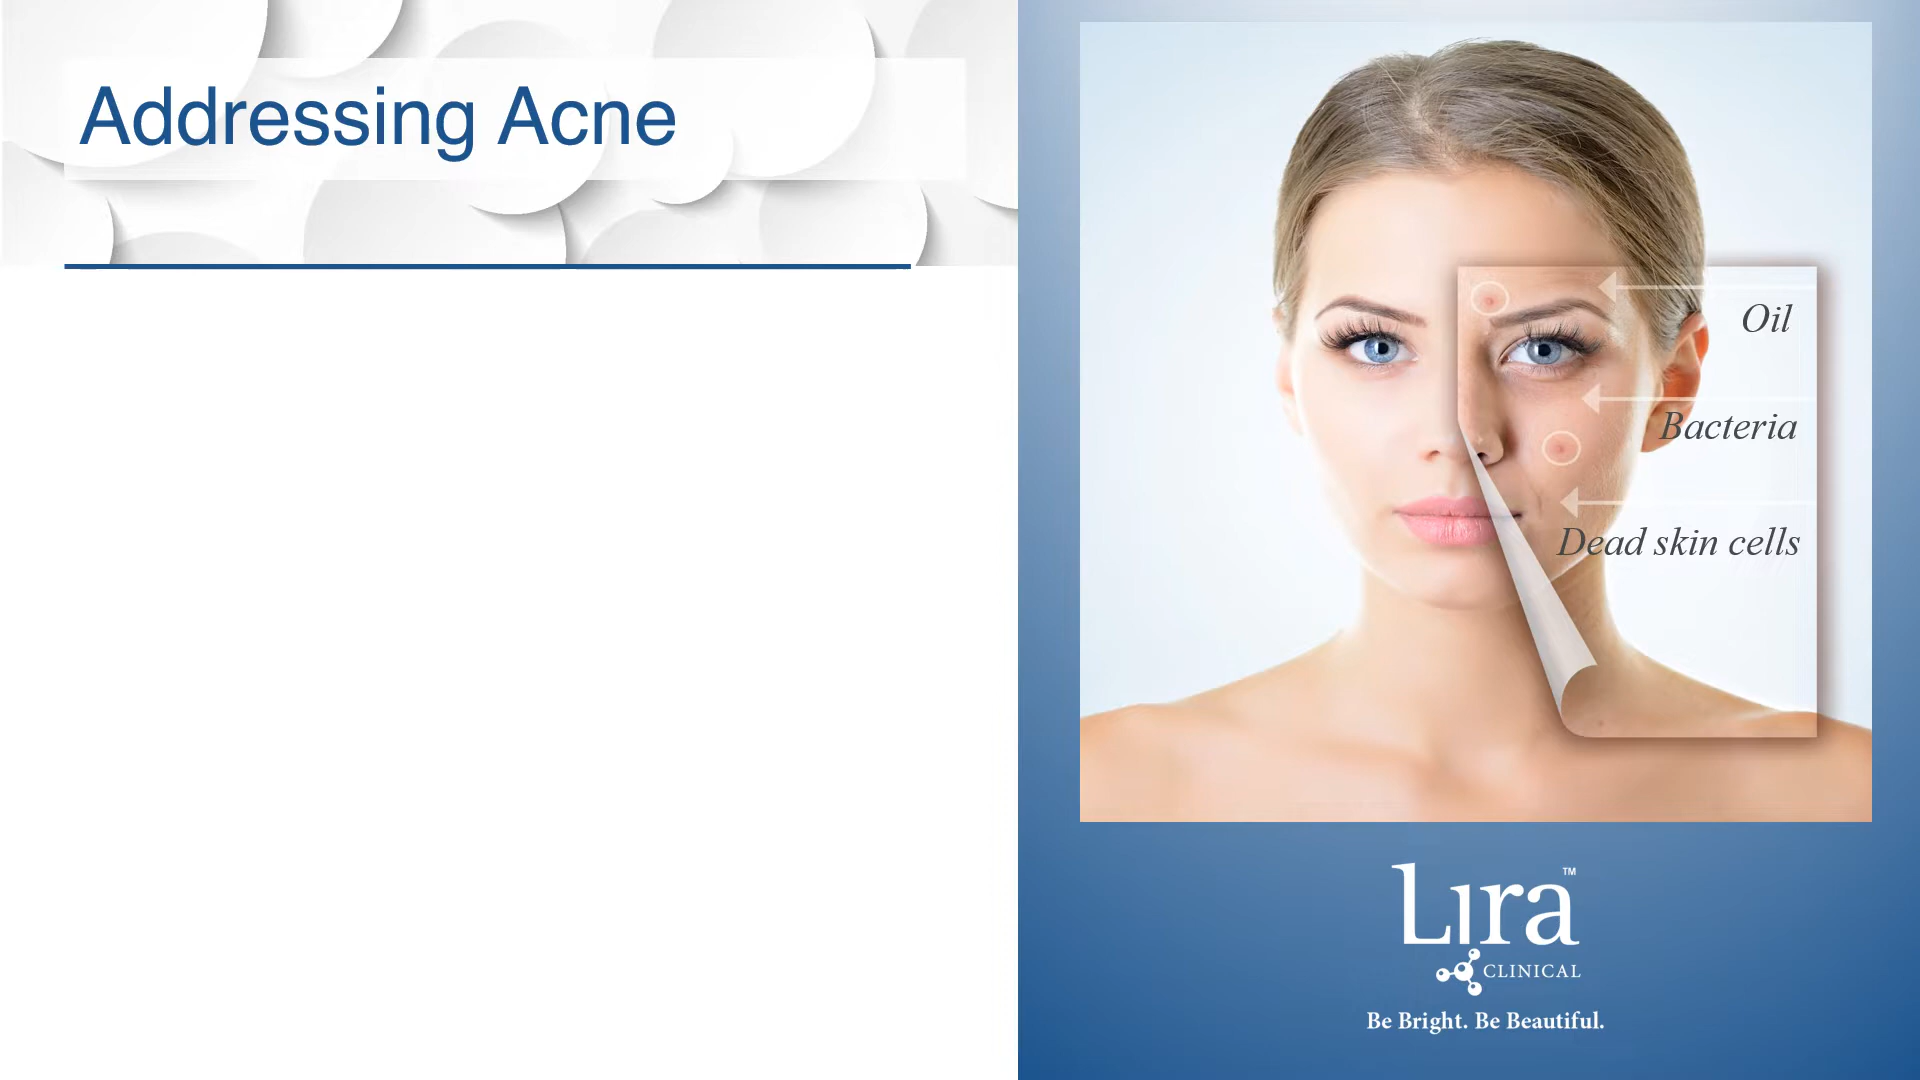 Addressing Acne
Oil
Bacteria
Dead skin cells
Lira™
CLINICAL
Be Bright. Be Beautiful.